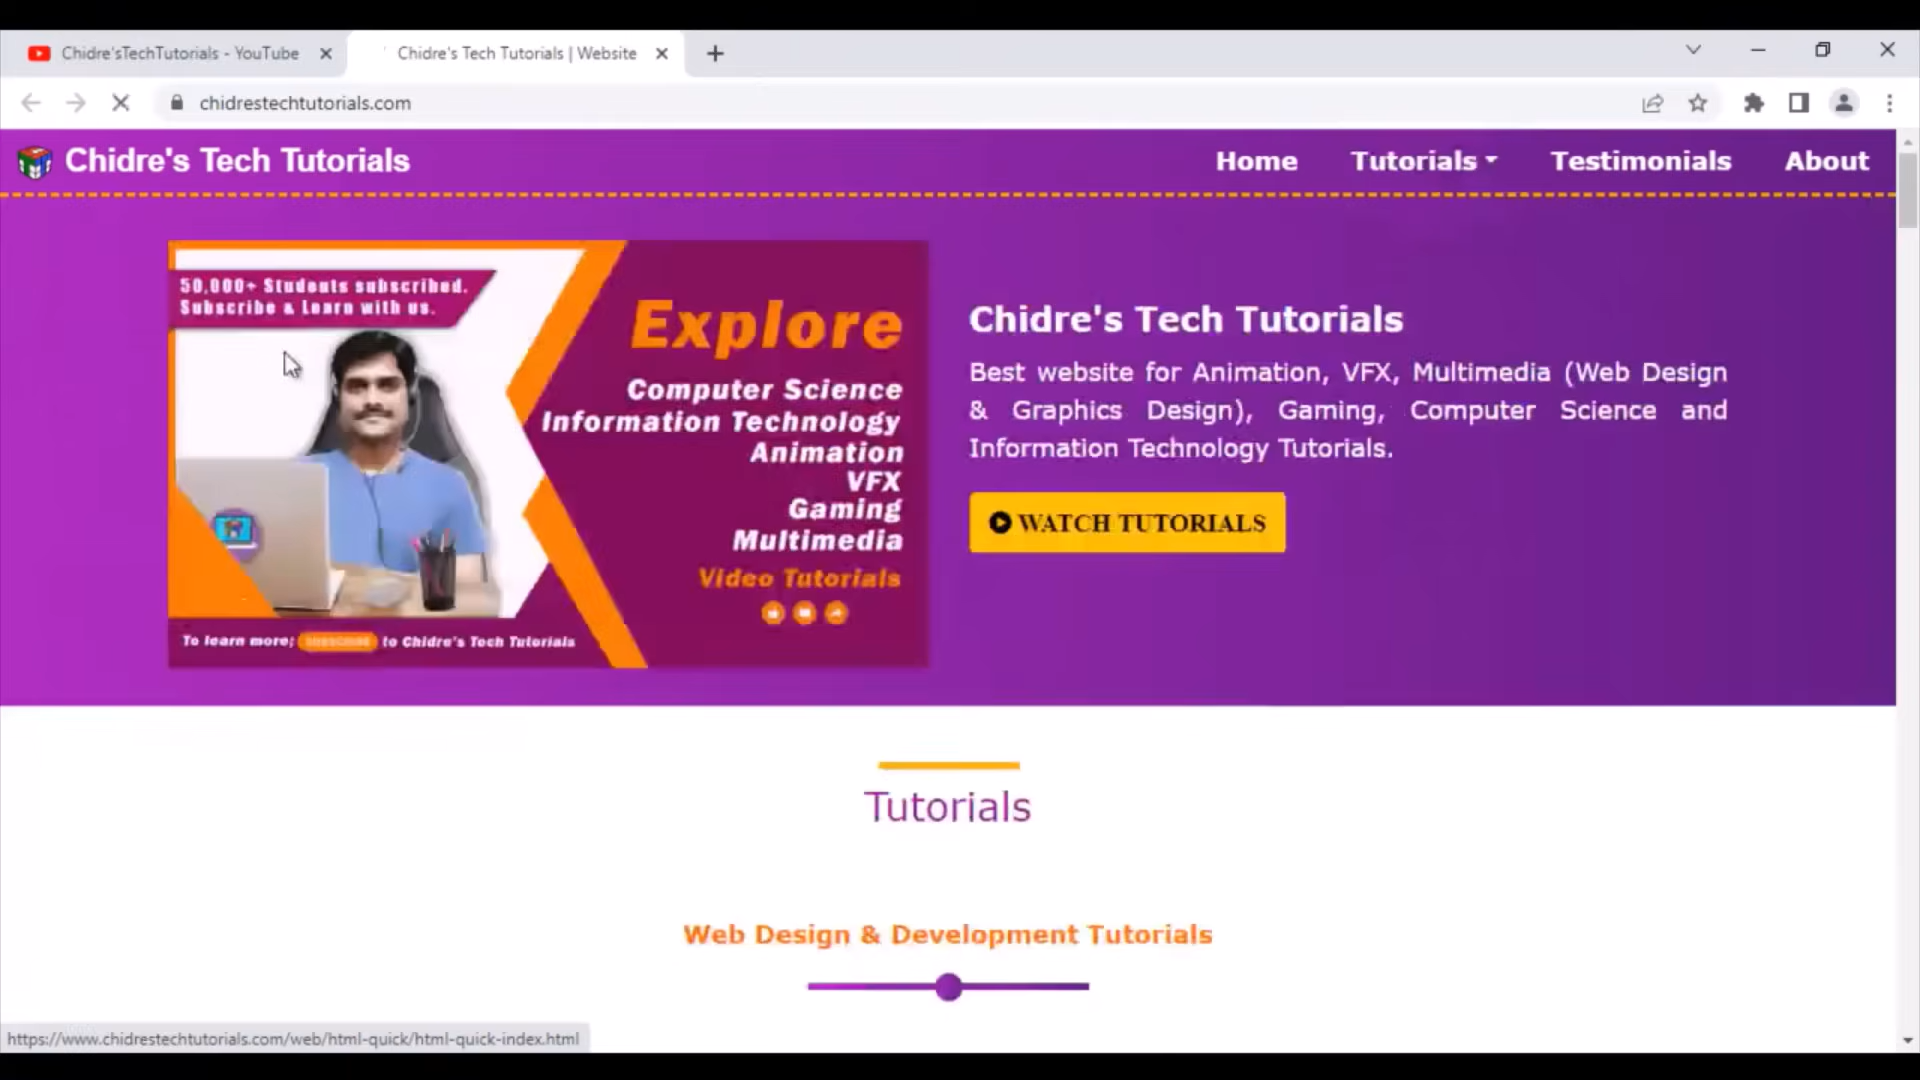 Chidre'sTechTutorials - YouTube
Chidre's Tech Tutorials | Website
chidrestechtutorials.com
Chidre's Tech Tutorials
Home
Tutorials
Testimonials
About
50,000+ Students subscribed.
Subscribe & Learn with us.
Explore
Computer Science
Information Technology
Animation
VFX
Gaming
Multimedia
Video Tutorials
To learn more; to Chidre's Tech Tutorials
Chidre's Tech Tutorials
Best website for Animation, VFX, Multimedia (Web Design
& Graphics Design), Gaming, Computer Science and
Information Technology Tutorials.
WATCH TUTORIALS
Tutorials
Web Design & Development Tutorials
https://www.chidrestechtutorials.com/web/html-quick/html-quick-index.html